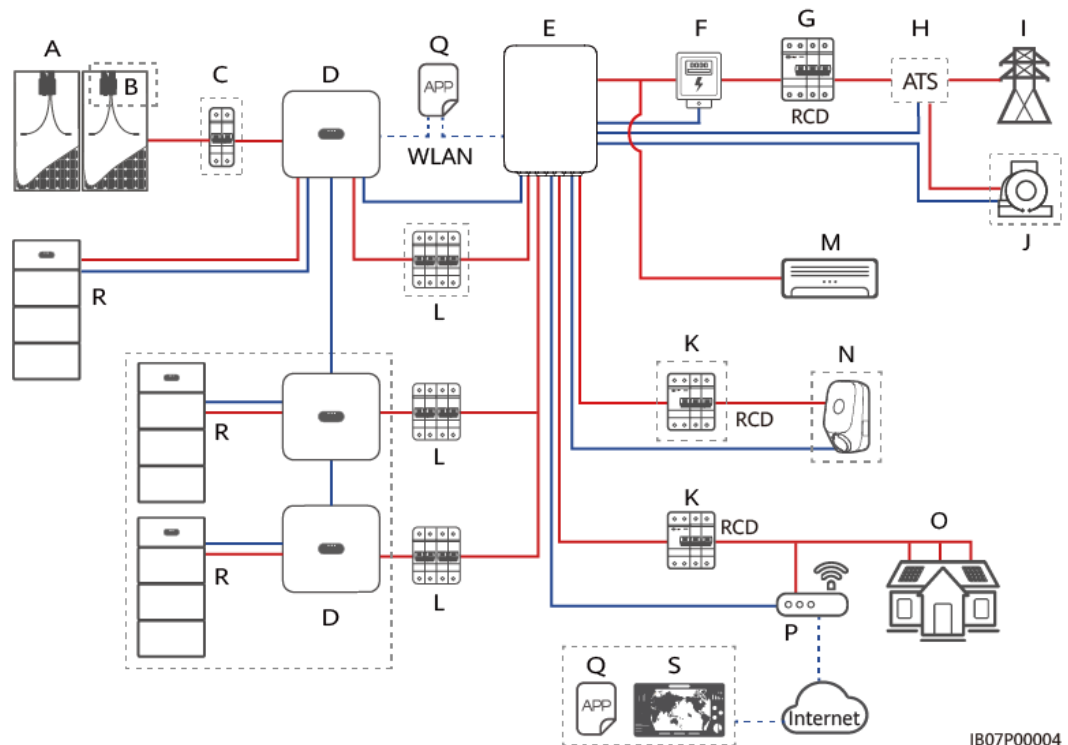 A
B
C
D
Q
APP
WLAN
E
F
G
RCD
H
ATS
I
J
R
L
M
K
RCD
N
R
L
K
RCD
O
R
D
L
P
Q
APP
S
Internet
IB07P00004